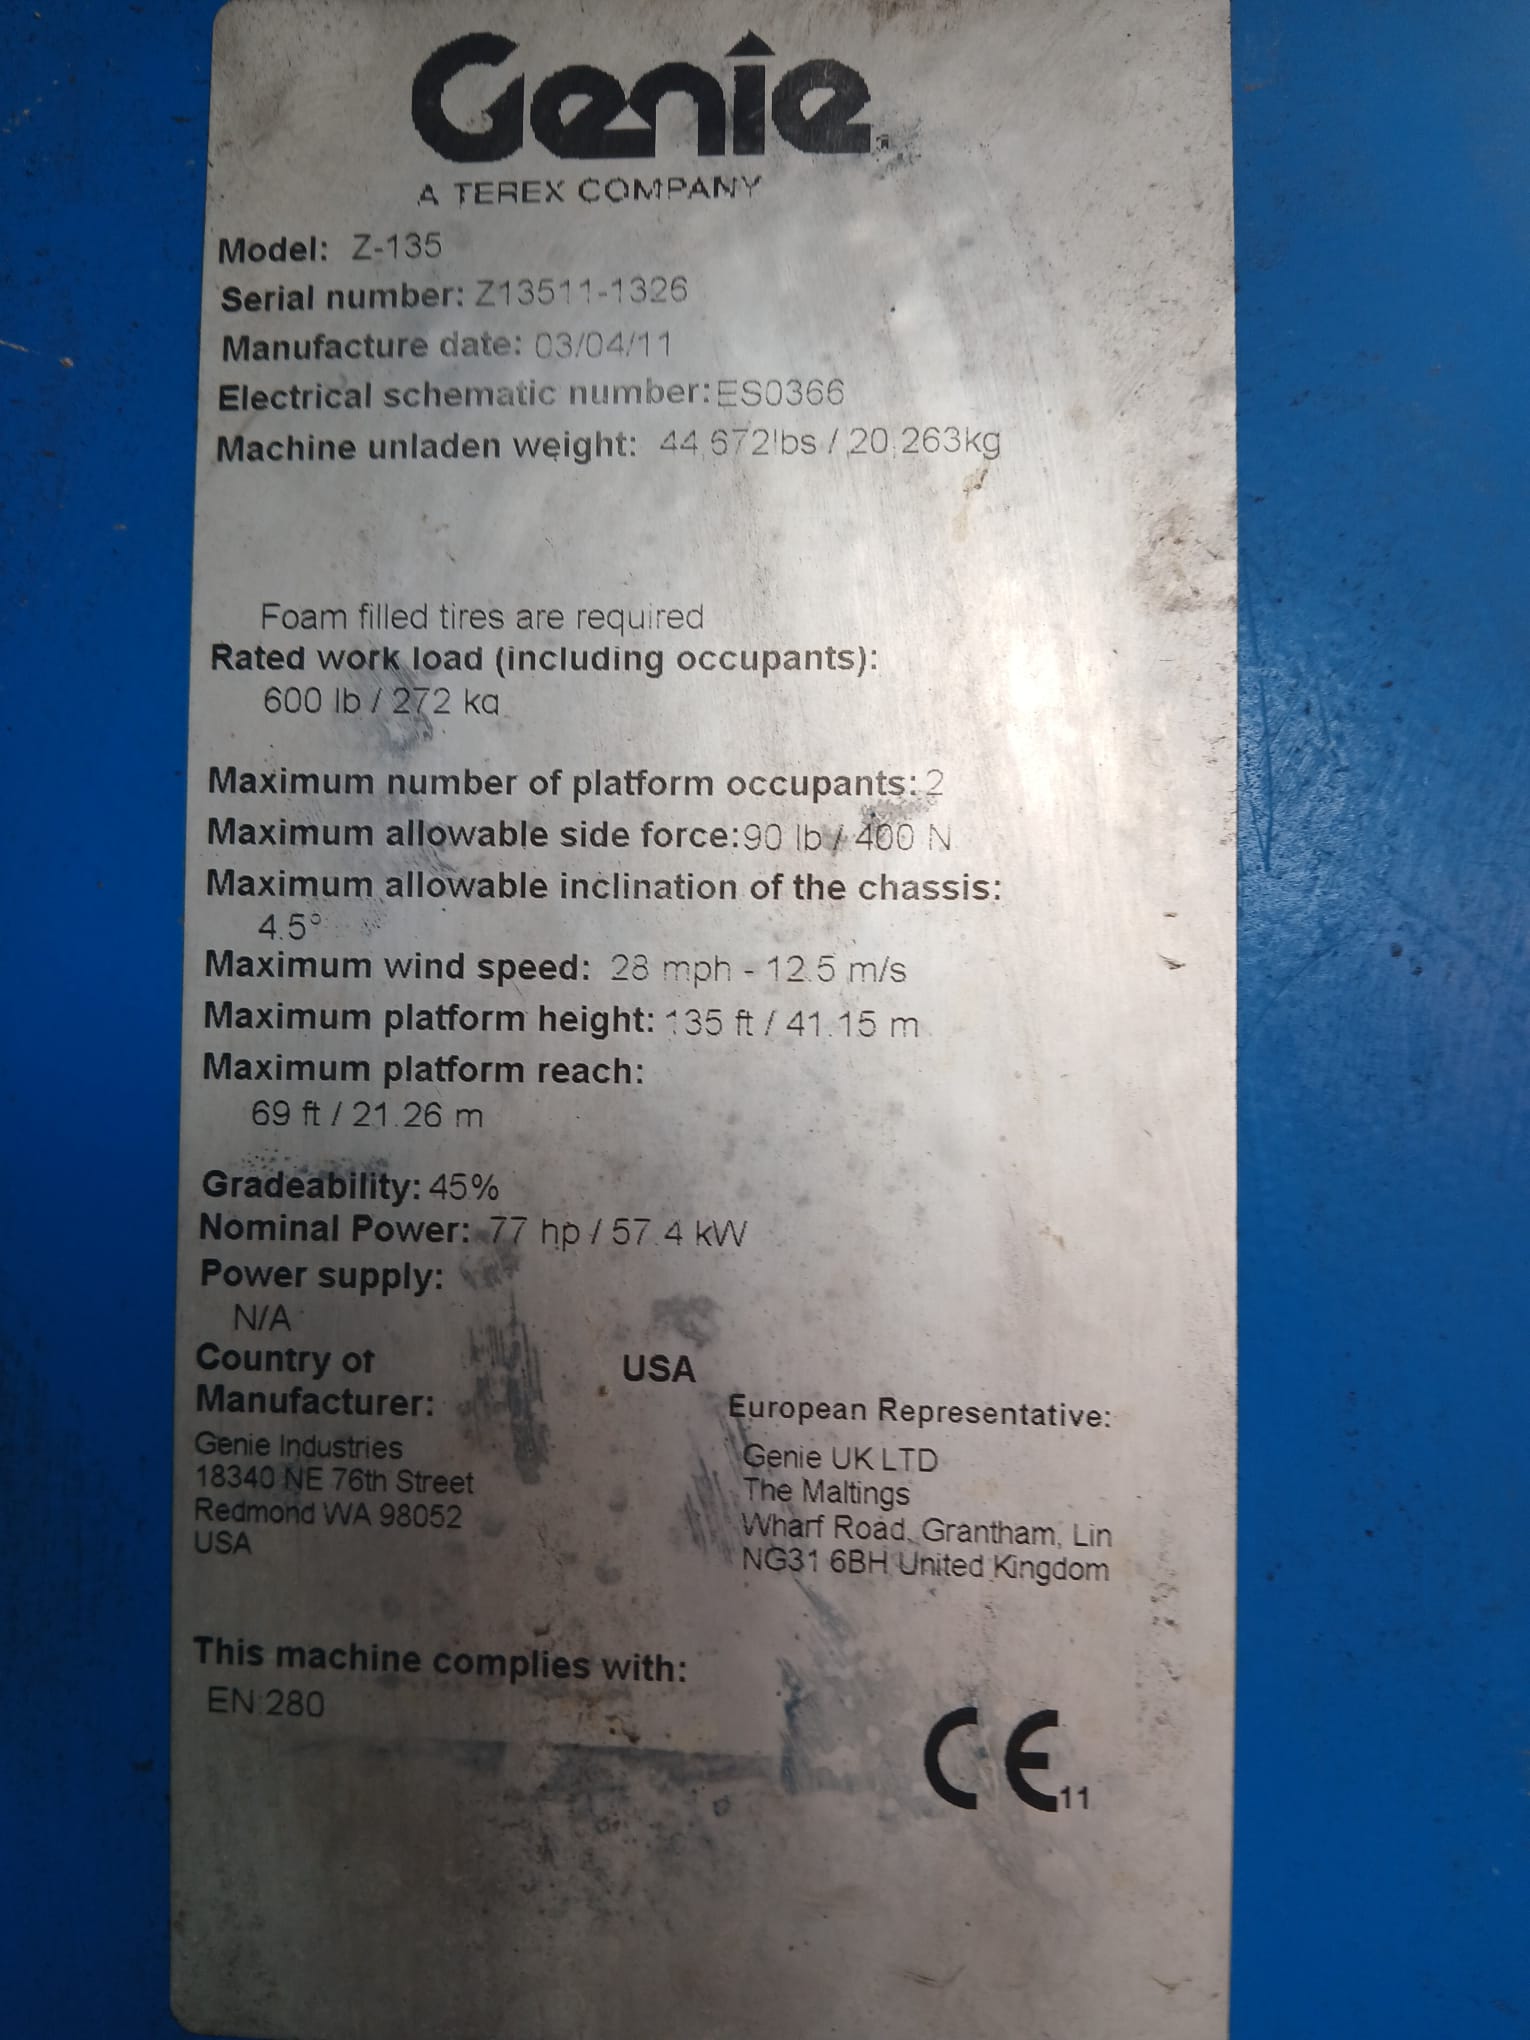 Genie
A TEREX COMPANY
Model: Z-135
Serial number: Z13511-1326
Manufacture date: 03/04/11
Electrical schematic number: ES0366
Machine unladen weight: 44,672lbs / 20,263kg
Foam filled tires are required
Rated work load (including occupants):
600 lb / 272 kg
Maximum number of platform occupants: 2
Maximum allowable side force: 90 lb / 400 N
Maximum allowable inclination of the chassis:
4.5°
Maximum wind speed: 28 mph - 12.5 m/s
Maximum platform height: 135 ft / 41.15 m
Maximum platform reach:
69 ft / 21.26 m
Gradeability: 45%
Nominal Power: 77 hp / 57.4 kW
Power supply:
N/A
Country of
Manufacturer:
USA
Genie Industries
18340 NE 76th Street
Redmond WA 98052
USA
European Representative:
Genie UK LTD
The Maltings
Wharf Road, Grantham, Lin
NG31 6BH United Kingdom
This machine complies with:
EN 280
CE 11